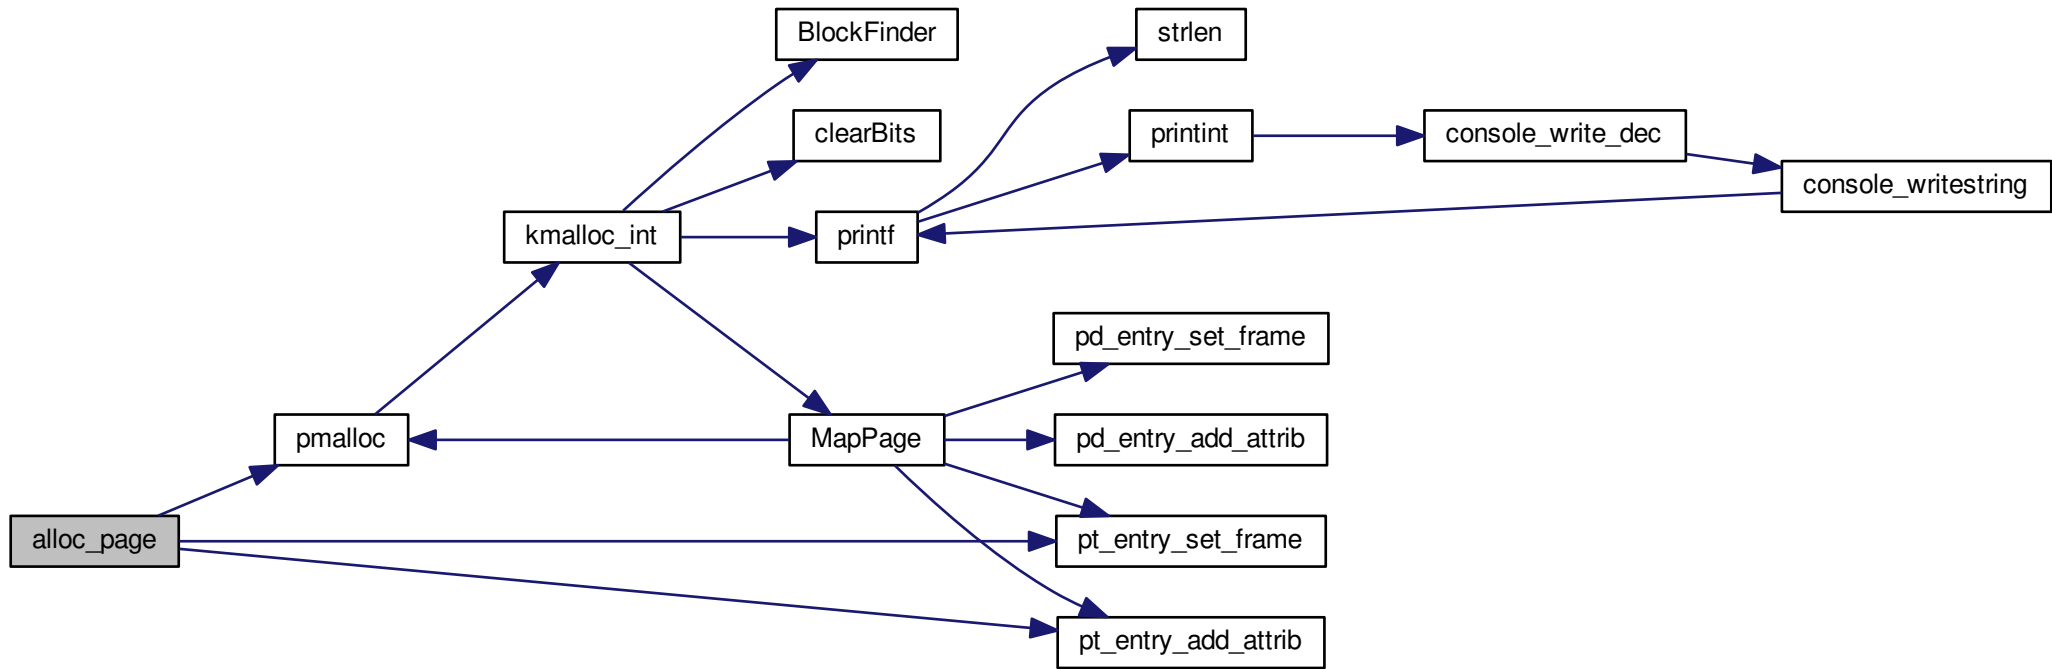 BlockFinder
strlen
clearBits
printint
console_write_dec
console_writestring
kmalloc_int
printf
pd_entry_set_frame
pmalloc
MapPage
pd_entry_add_attrib
alloc_page
pt_entry_set_frame
pt_entry_add_attrib